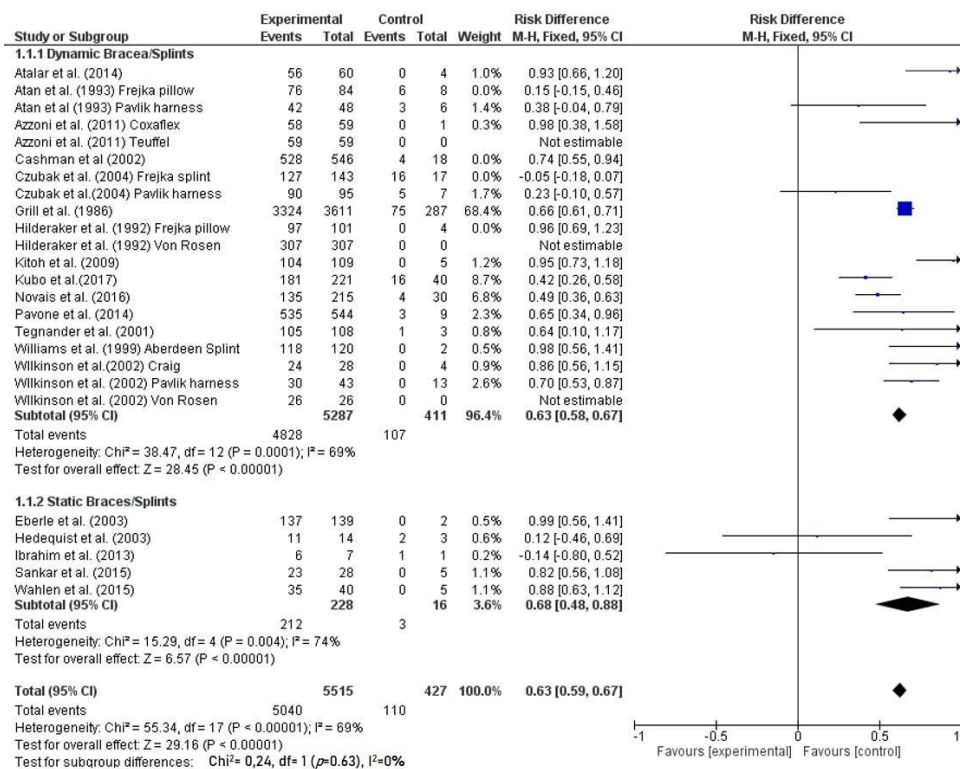 Experimental Control Risk Difference Risk Difference
Study or Subgroup Events Total Events Total Weight M-H, Fixed, 95% CI M-H, Fixed, 95% CI
1.1.1 Dynamic Bracea/Splints
Atalar et al. (2014) 56 60 0 4 1.0% 0.93 [0.66, 1.20]
Atan et al (1993) Frejka pillow 76 84 6 8 0.0% 0.15 [-0.15, 0.46]
Atan et al (1993) Pavlik harness 42 48 3 6 1.4% 0.38 [-0.04, 0.79]
Azzoni et al. (2011) Coxaflex 58 59 0 1 0.3% 0.98 [0.38, 1.58]
Azzoni et al. (2011) Teuffel 59 59 0 0 Not estimable
Cashman et al (2002) 528 546 4 18 0.0% 0.74 [0.55, 0.94]
Czubak et al. (2004) Frejka splint 127 143 16 17 0.0% -0.05 [-0.18, 0.07]
Czubak et al.(2004) Pavlik harness 90 95 5 7 1.7% 0.23 [-0.10, 0.57]
Grill et al. (1986) 3324 3611 75 287 68.4% 0.66 [0.61, 0.71]
Hilderaker et al. (1992) Frejka pillow 97 101 0 4 0.0% 0.96 [0.69, 1.23]
Hilderaker et al. (1992) Von Rosen 307 307 0 0 Not estimable
Kitoh et al. (2009) 104 109 0 5 1.2% 0.95 [0.73, 1.18]
Kubo et al.(2017) 181 221 16 40 8.7% 0.42 [0.26, 0.58]
Novais et al. (2016) 135 215 4 30 6.8% 0.49 [0.36, 0.63]
Pavone et al. (2014) 535 544 3 9 2.3% 0.65 [0.34, 0.96]
Tegnander et al. (2001) 105 108 1 3 0.8% 0.64 [0.10, 1.17]
Williams et al. (1999) Aberdeen Splint 118 120 0 2 0.5% 0.98 [0.56, 1.41]
Wilkinson et al.(2002) Craig 24 28 0 4 0.9% 0.86 [0.56, 1.15]
Wilkinson et al. (2002) Pavlik harness 30 43 0 13 2.6% 0.70 [0.53, 0.87]
Wilkinson et al. (2002) Von Rosen 26 26 0 0 Not estimable
Subtotal (95% CI) 5287 411 96.4% 0.63 [0.58, 0.67]
Total events 4828 107
Heterogeneity: Chi² = 38.47, df = 12 (P = 0.0001); I² = 69%
Test for overall effect: Z = 28.45 (P < 0.00001)
1.1.2 Static Braces/Splints
Eberle et al. (2003) 137 139 0 2 0.5% 0.99 [0.56, 1.41]
Hedequist et al. (2003) 11 14 2 3 0.6% 0.12 [-0.46, 0.69]
Ibrahim et al. (2013) 6 7 1 1 0.2% -0.14 [-0.80, 0.52]
Sankar et al. (2015) 23 28 0 5 1.1% 0.82 [0.56, 1.08]
Wahlen et al. (2015) 35 40 0 5 1.1% 0.88 [0.63, 1.12]
Subtotal (95% CI) 228 16 3.6% 0.68 [0.48, 0.88]
Total events 212 3
Heterogeneity: Chi² = 15.29, df = 4 (P = 0.004); I² = 74%
Test for overall effect: Z = 6.57 (P < 0.00001)
Total (95% CI) 5515 427 100.0% 0.63 [0.59, 0.67]
Total events 5040 110
Heterogeneity: Chi² = 55.34, df = 17 (P < 0.00001); I² = 69%
Test for overall effect: Z = 29.16 (P < 0.00001)
Test for subgroup differences: Chi²= 0,24, df= 1 (p=0.63), I²=0%
-1 -0.5 0 0.5 1
Favours [experimental] Favours [control]